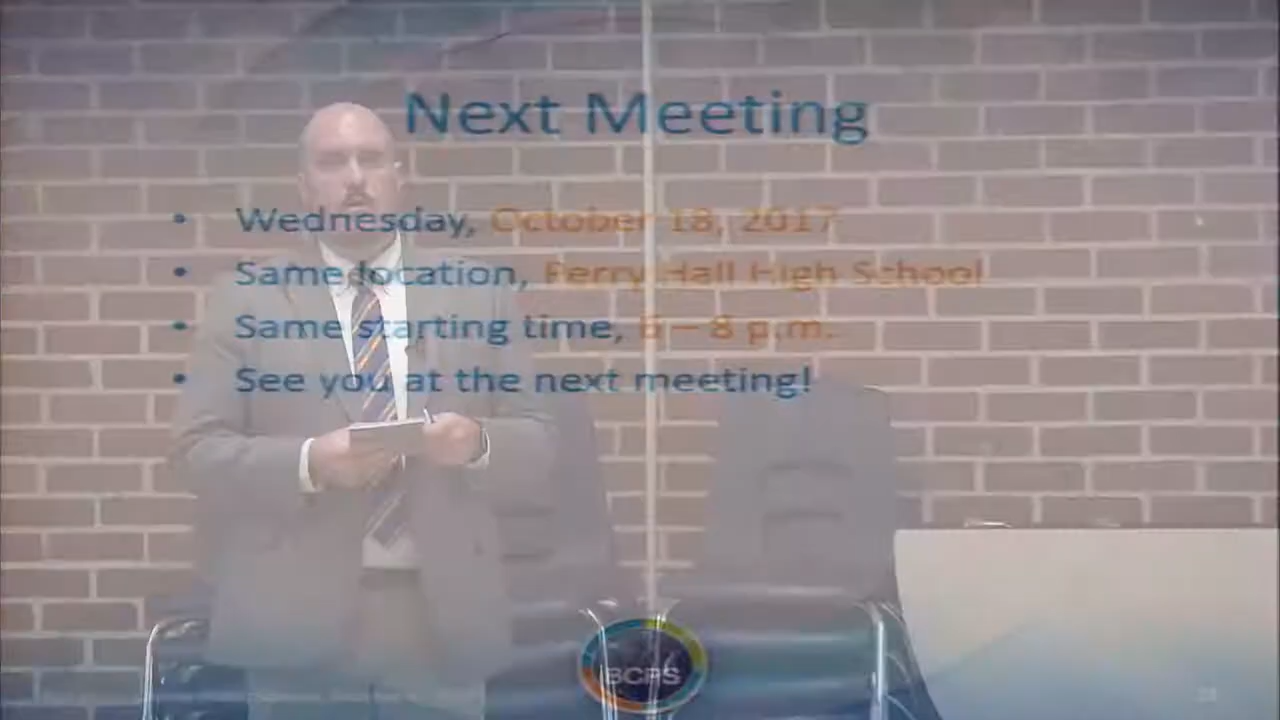 Next Meeting
• Wednesday, October 18, 2017
• Same location, Perry Hall High School
• Same starting time, 6 – 8 p.m.
• See you at the next meeting!
BCPS